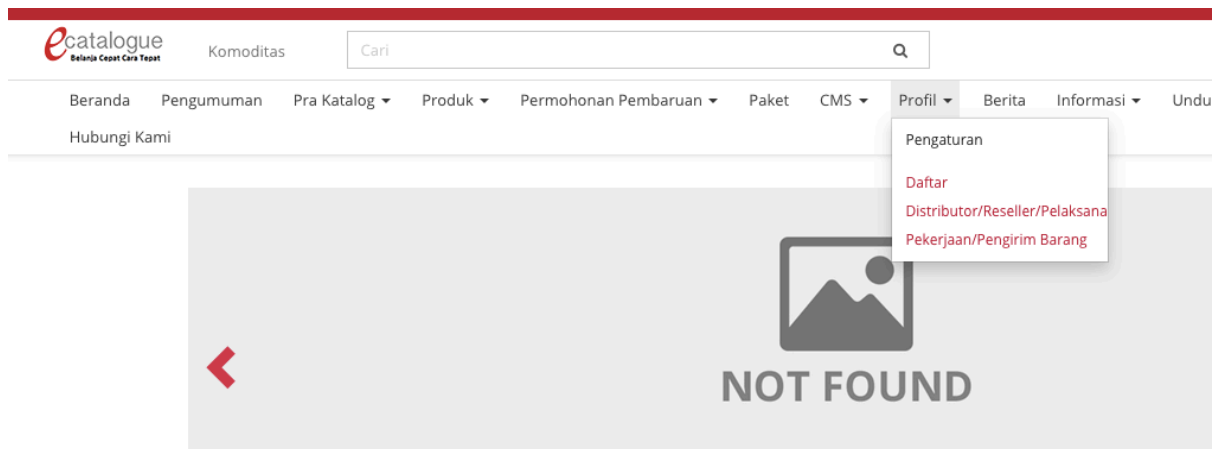 ecatalogue
Belanja Cepat Cara Tepat
Komoditas
Cari
Beranda Pengumuman Pra Katalog Produk Permohonan Pembaruan Paket CMS Profil Berita Informasi Undu
Hubungi Kami
Pengaturan
Daftar
Distributor/Reseller/Pelaksana
Pekerjaan/Pengirim Barang
NOT FOUND